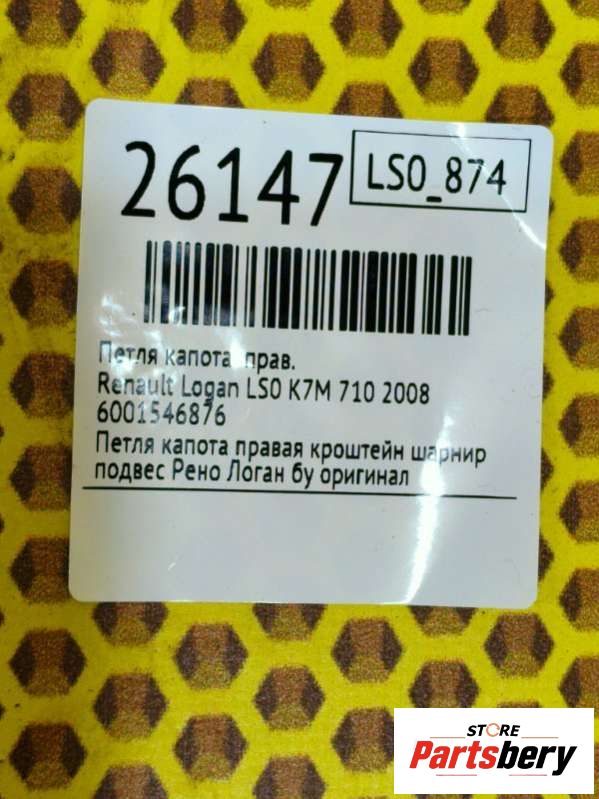 26147
LS0_874
Петля капота прав.
Renault Logan LS0 K7M 710 2008
6001546876
Петля капота правая кроштейн шарнир
подвес Рено Логан бу оригинал
STORE
Partsbery